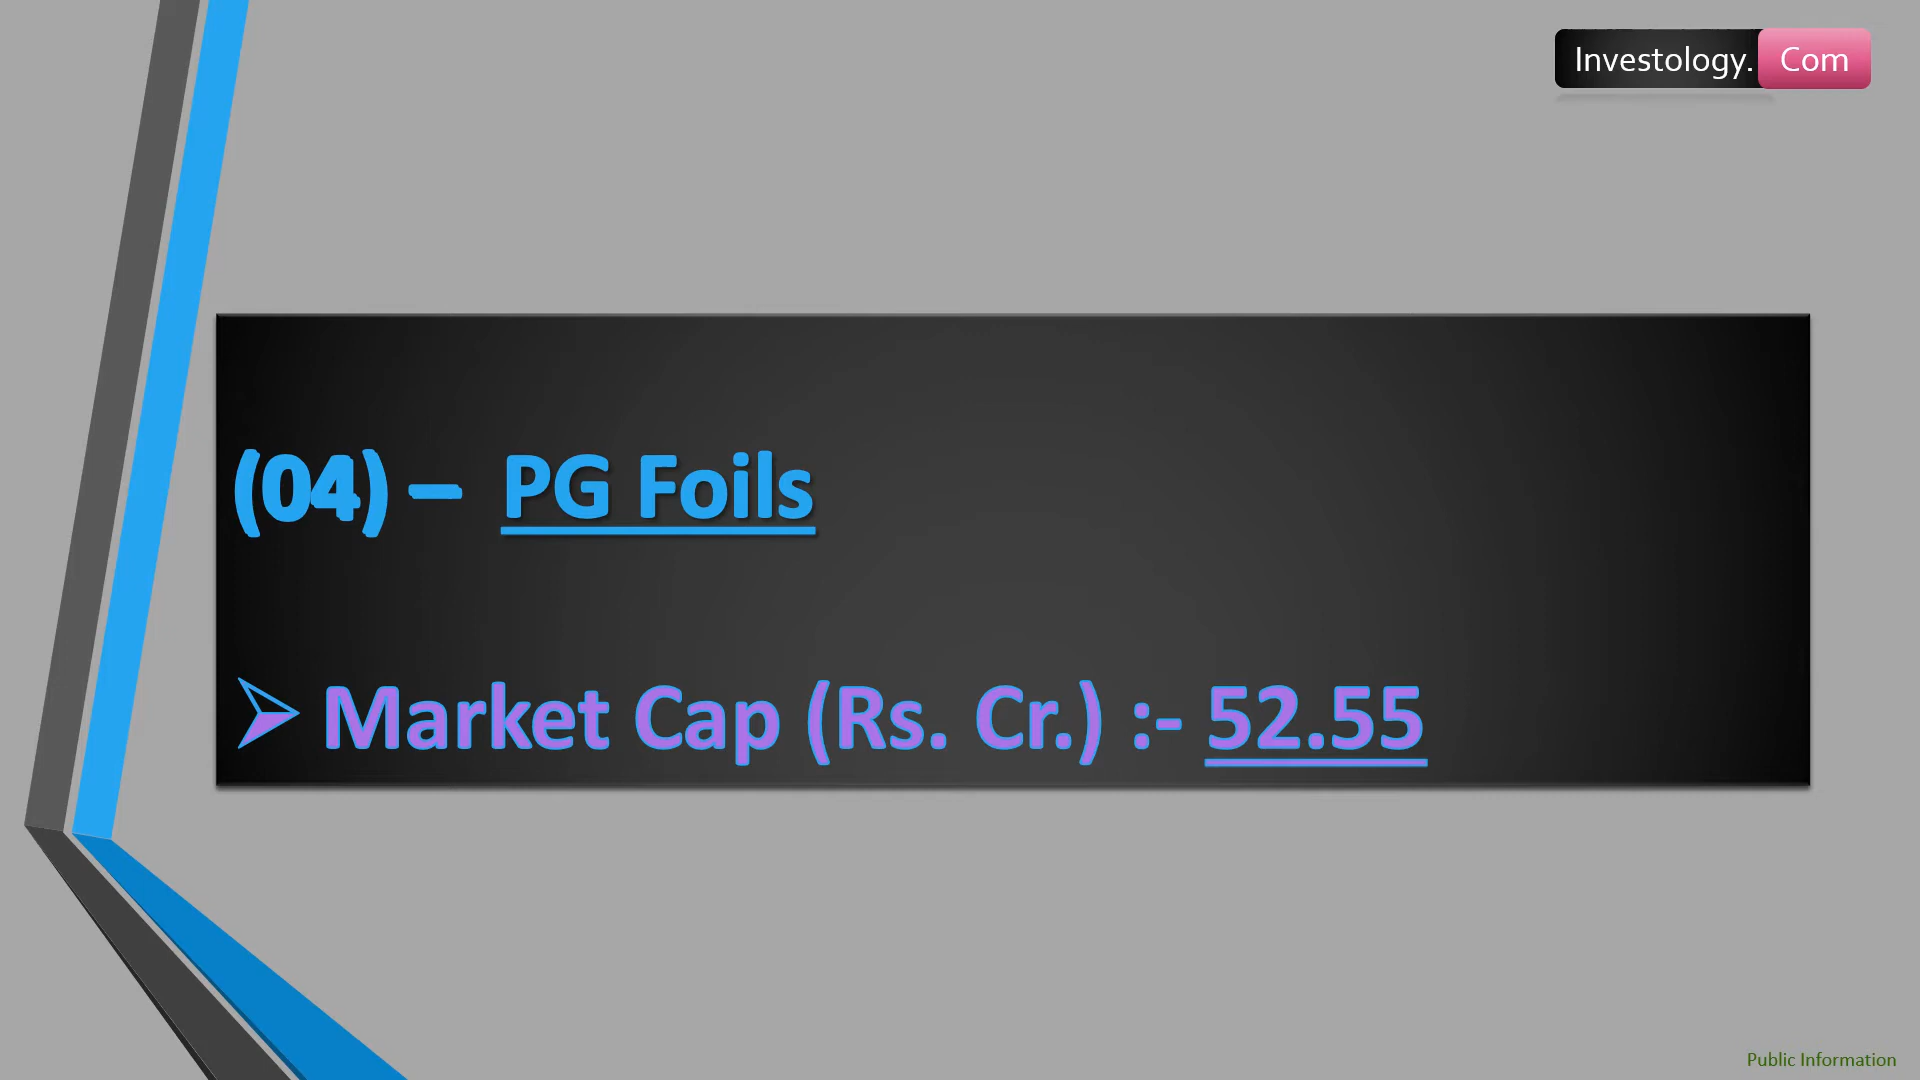 Investology. Com
(04) – PG Foils
➢ Market Cap (Rs. Cr.) :- 52.55
Public Information